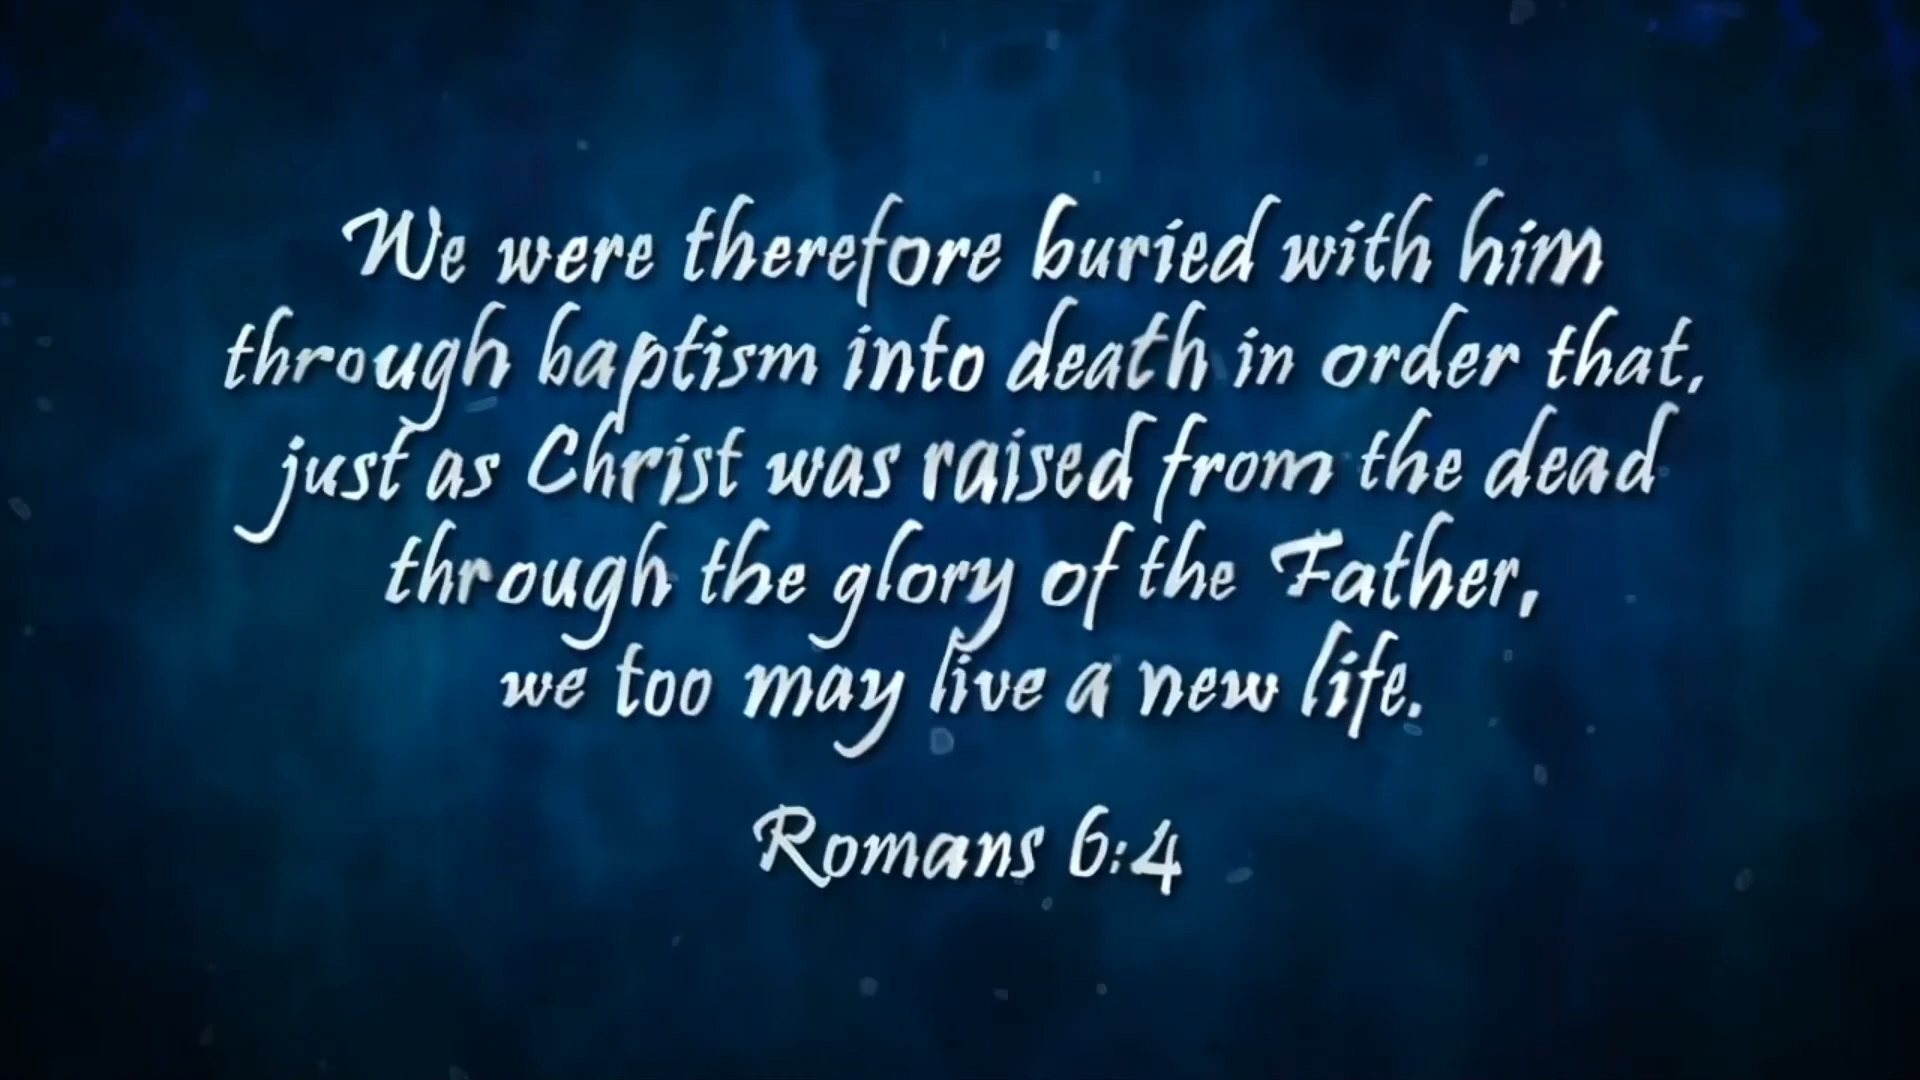 We were therefore buried with him
through baptism into death in order that,
just as Christ was raised from the dead
through the glory of the Father,
we too may live a new life.
Romans 6:4